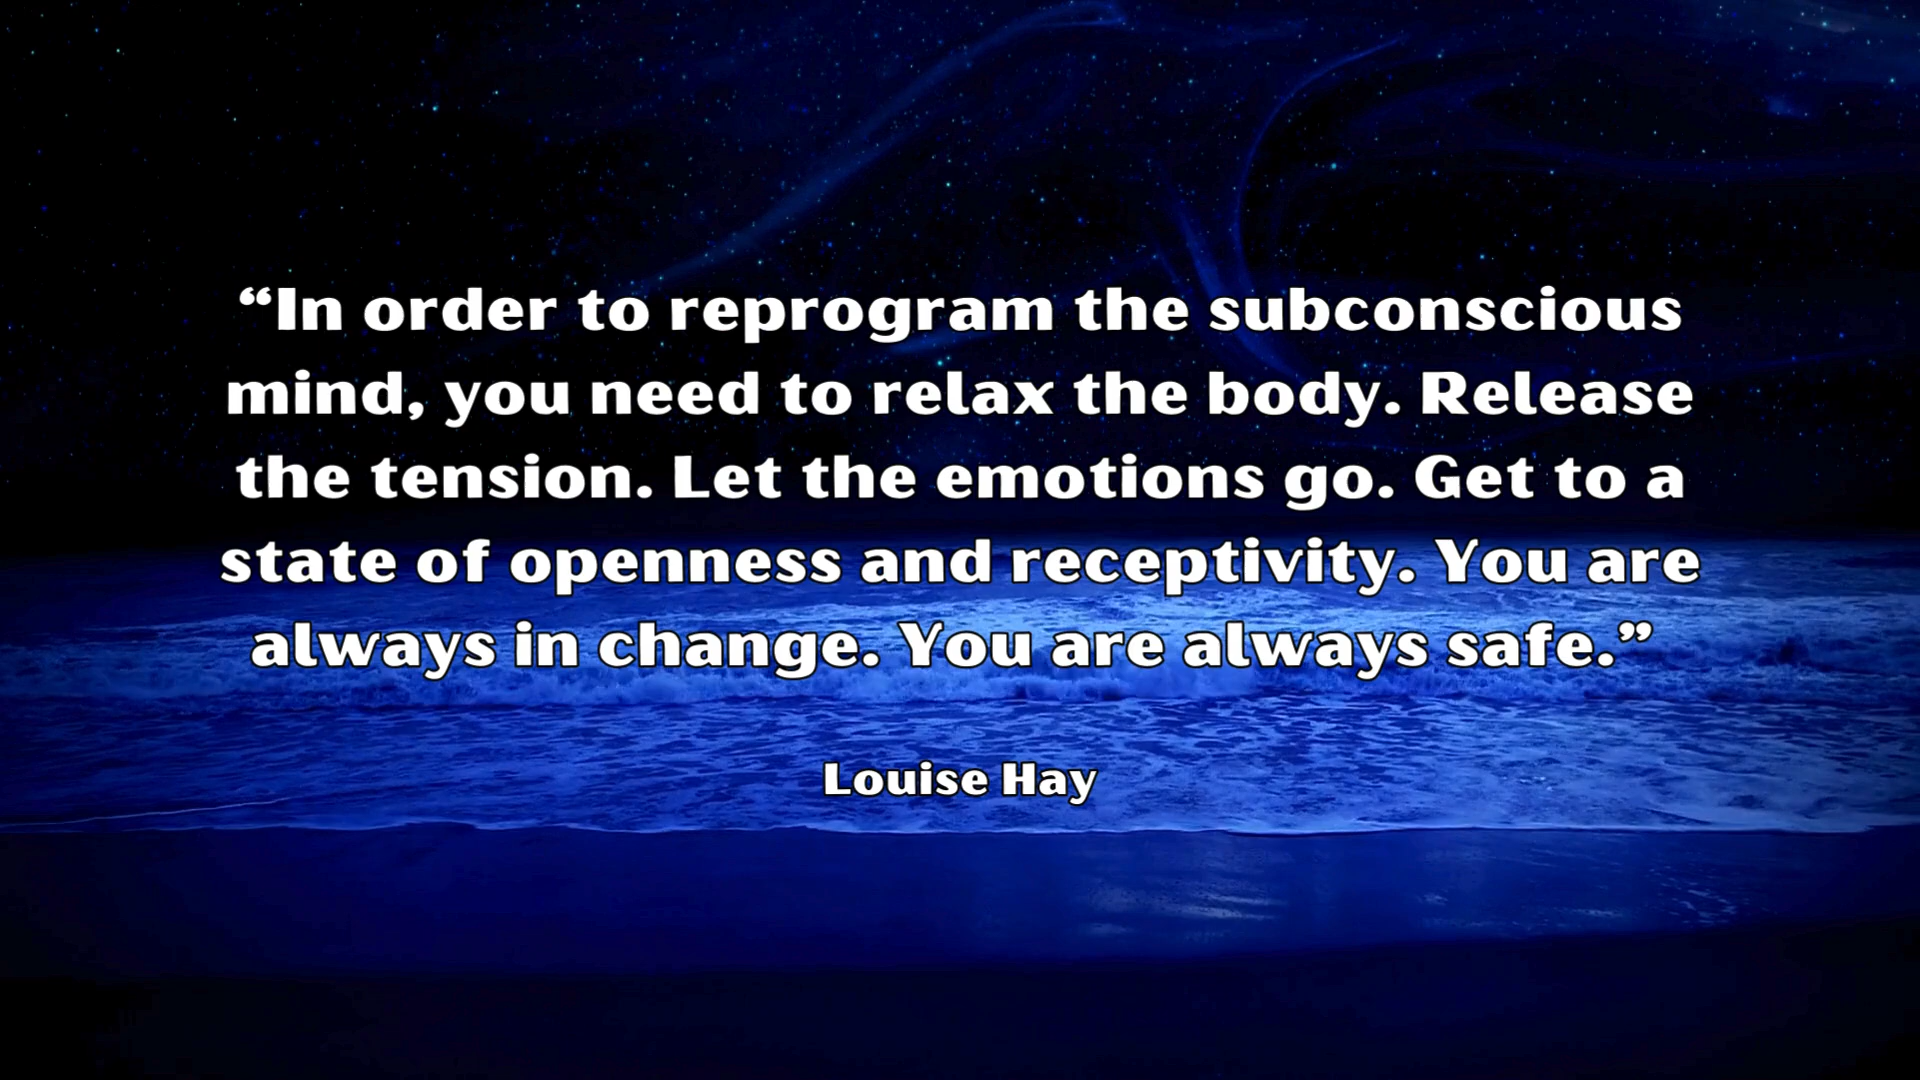 “In order to reprogram the subconscious
mind, you need to relax the body. Release
the tension. Let the emotions go. Get to a
state of openness and receptivity. You are
always in change. You are always safe.”
Louise Hay